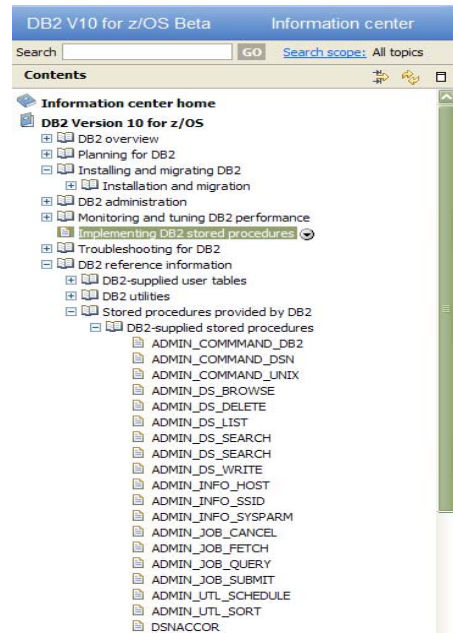 DB2 V10 for z/OS Beta Information center
Search GO Search scope: All topics
Contents
Information center home
DB2 Version 10 for z/OS
DB2 overview
Planning for DB2
Installing and migrating DB2
Installation and migration
DB2 administration
Monitoring and tuning DB2 performance
Implementing DB2 stored procedures
Troubleshooting for DB2
DB2 reference information
DB2-supplied user tables
DB2 utilities
Stored procedures provided by DB2
DB2-supplied stored procedures
ADMIN_COMMMAND_DB2
ADMIN_COMMAND_DSN
ADMIN_COMMAND_UNIX
ADMIN_DS_BROWSE
ADMIN_DS_DELETE
ADMIN_DS_LIST
ADMIN_DS_SEARCH
ADMIN_DS_SEARCH
ADMIN_DS_WRITE
ADMIN_INFO_HOST
ADMIN_INFO_SSID
ADMIN_INFO_SYSPARM
ADMIN_JOB_CANCEL
ADMIN_JOB_FETCH
ADMIN_JOB_QUERY
ADMIN_JOB_SUBMIT
ADMIN_UTL_SCHEDULE
ADMIN_UTL_SORT
DSNACCOR